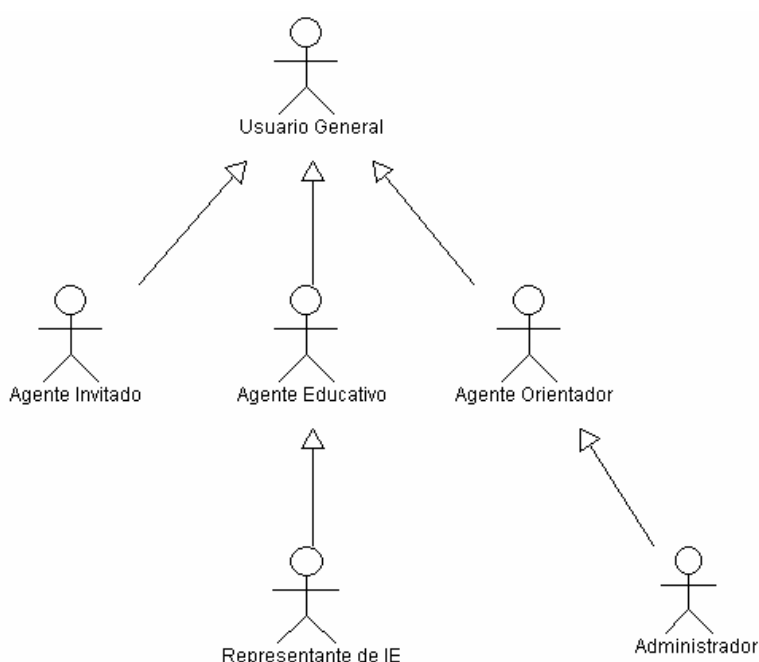 Usuario General
Agente Invitado
Agente Educativo
Agente Orientador
Representante de IE
Administrador